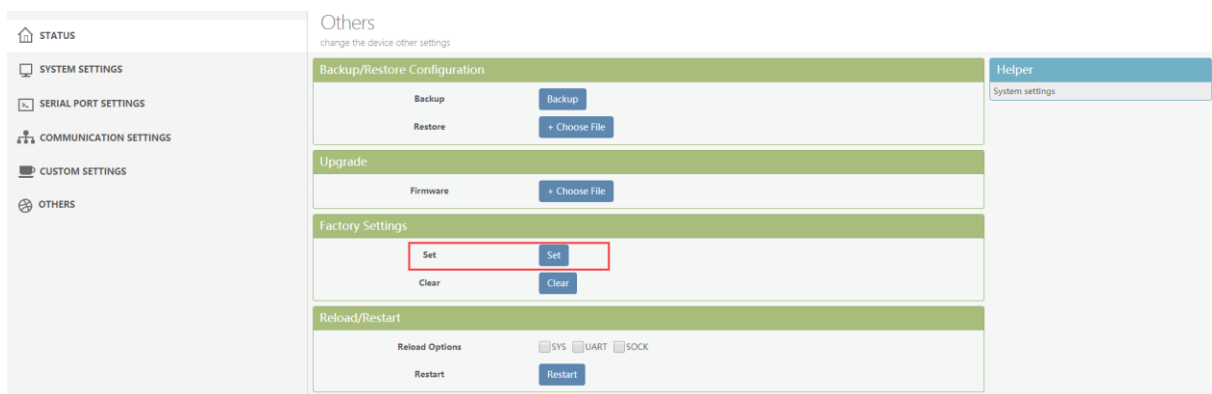 STATUS
SYSTEM SETTINGS
SERIAL PORT SETTINGS
COMMUNICATION SETTINGS
CUSTOM SETTINGS
OTHERS
Others
change the device other settings
Backup/Restore Configuration
Backup Backup
Restore + Choose File
Upgrade
Firmware + Choose File
Factory Settings
Set Set
Clear Clear
Reload/Restart
Reload Options SYS UART SOCK
Restart Restart
Helper
System settings